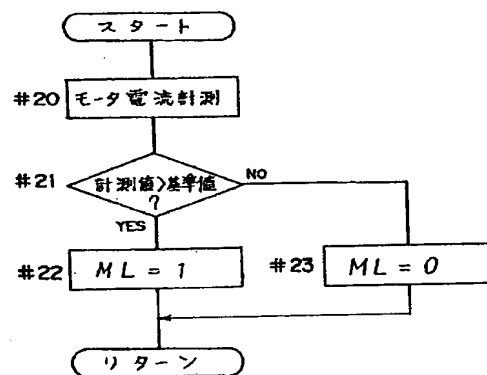 スタート
#20 モータ電流計測
#21 計測値>基準値
?
NO
YES
#22 ML = 1
#23 ML = 0
リターン